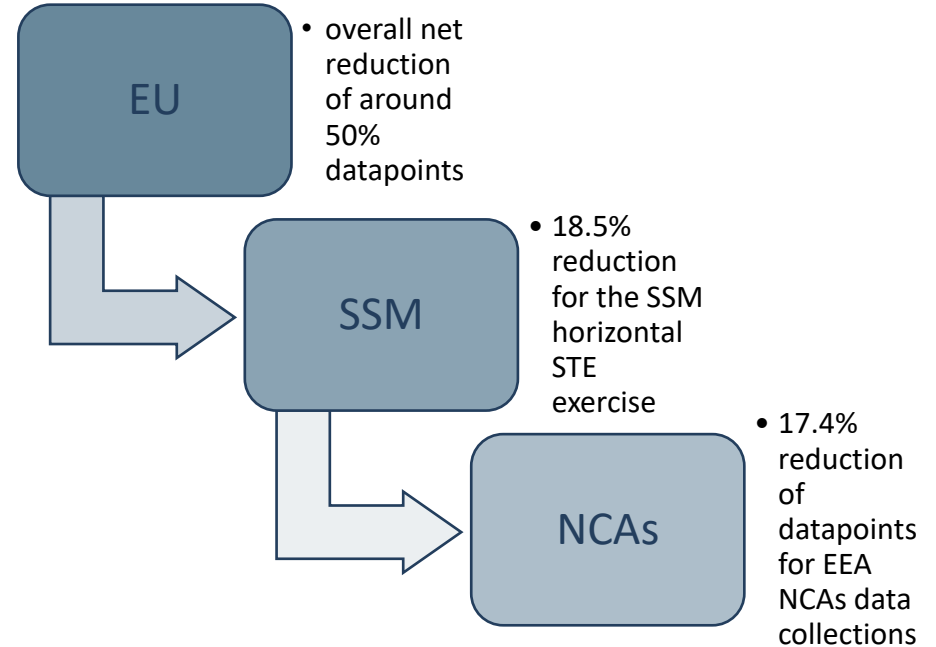 EU
• overall net
reduction
of around
50%
datapoints
SSM
• 18.5%
reduction
for the SSM
horizontal
STE
exercise
NCAs
• 17.4%
reduction
of
datapoints
for EEA
NCAs data
collections